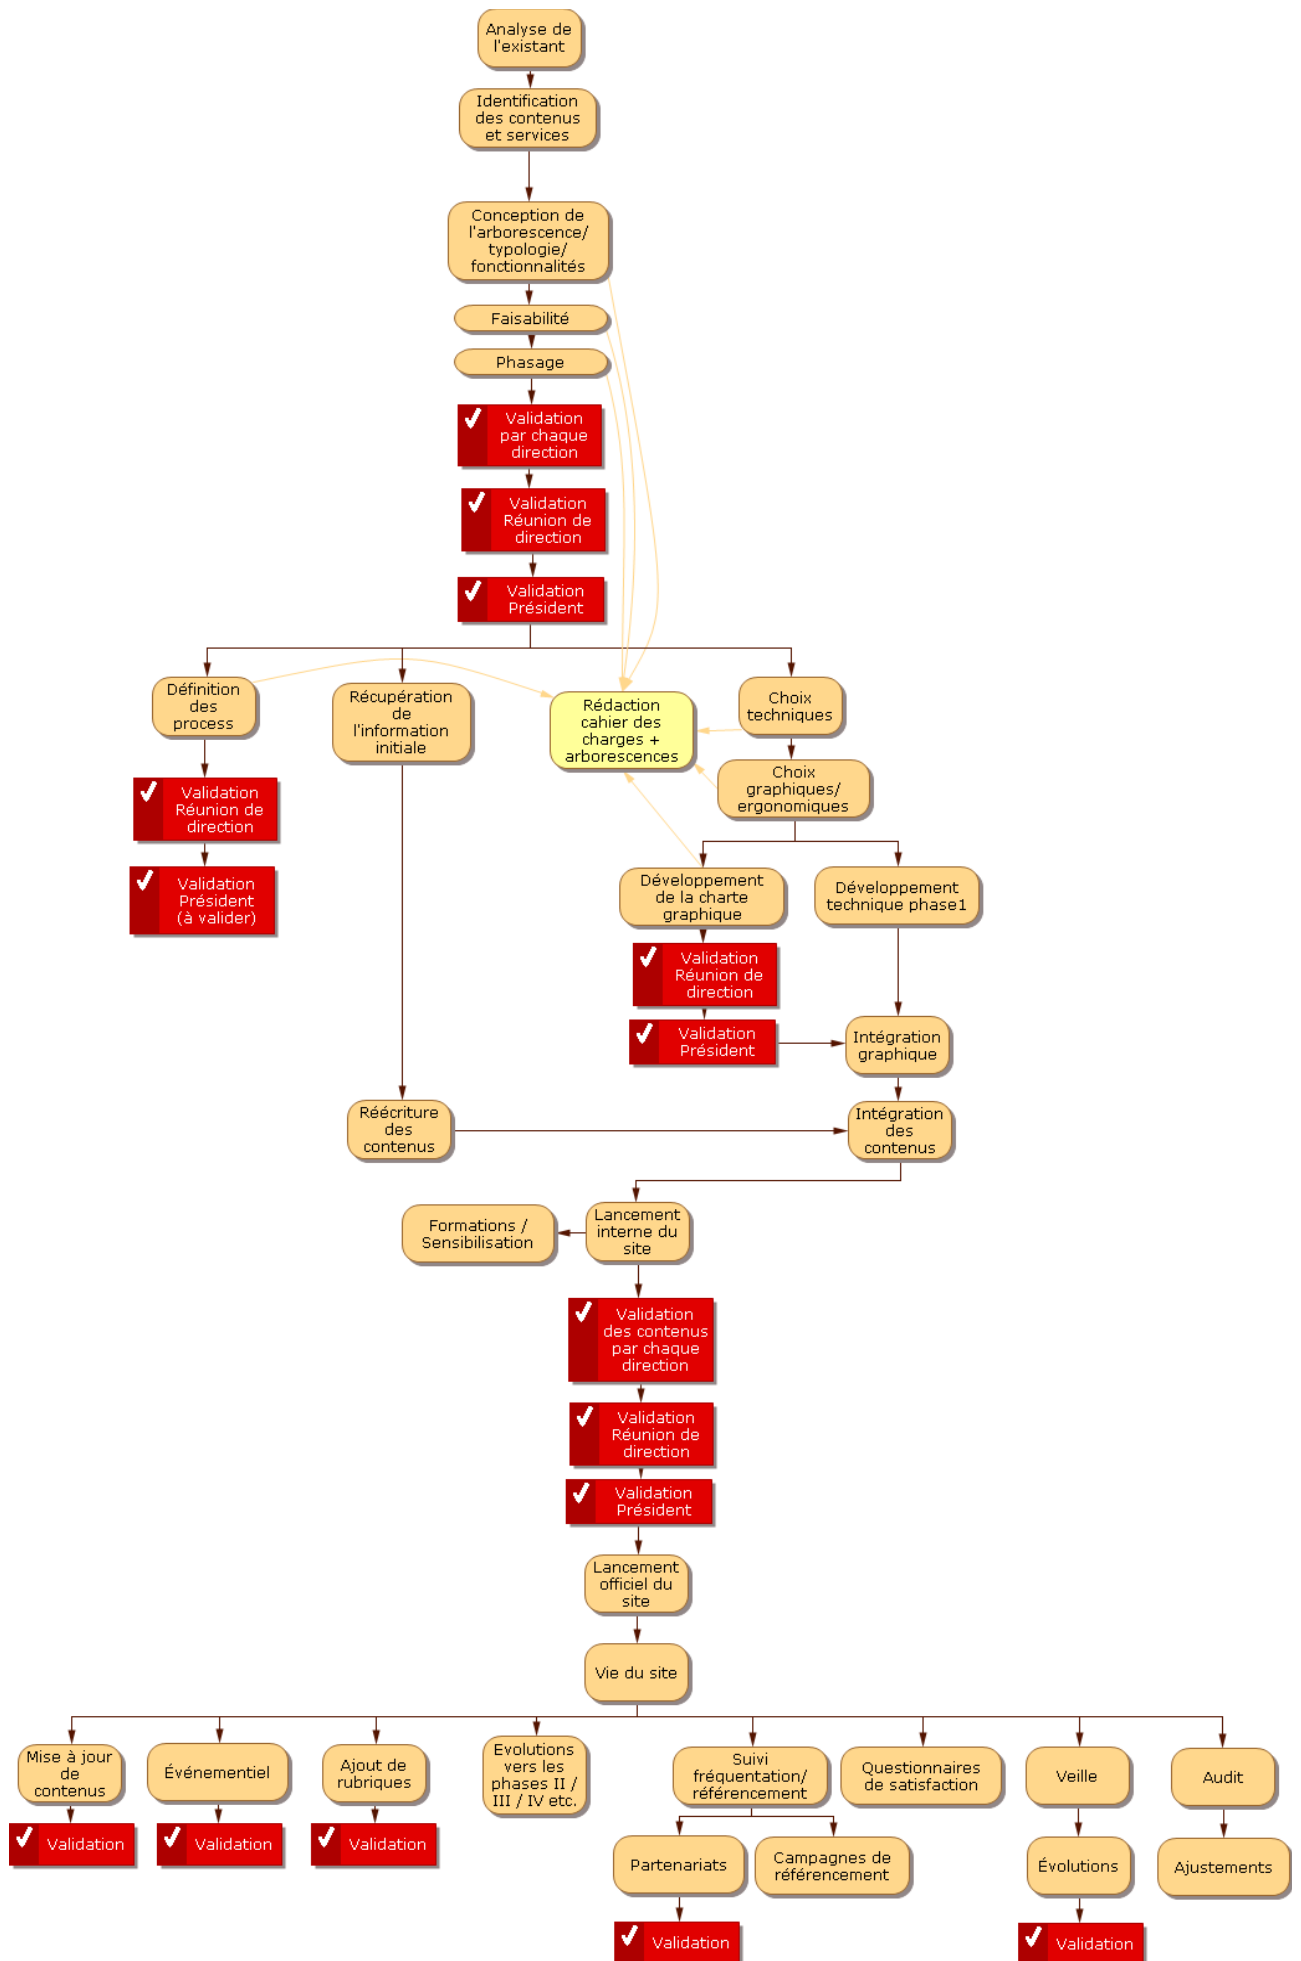 Analyse de
l'existant
Identification
des contenus
et services
Conception de
l'arborescence/
typologie/
fonctionnalités
Faisabilité
Phasage
Validation
par chaque
direction
Validation
Réunion de
direction
Validation
Président
Définition
des
process
Récupération
de
l'information
initiale
Rédaction
cahier des
charges +
arborescences
Choix
techniques
Choix
graphiques/
ergonomiques
Validation
Réunion de
direction
Validation
Président
(à valider)
Développement
de la charte
graphique
Développement
technique phase1
Validation
Réunion de
direction
Validation
Président
Intégration
graphique
Réécriture
des
contenus
Intégration
des
contenus
Formations /
Sensibilisation
Lancement
interne du
site
Validation
des contenus
par chaque
direction
Validation
Réunion de
direction
Validation
Président
Lancement
officiel du
site
Vie du site
Mise à jour
de
contenus
Événementiel
Ajout de
rubriques
Evolutions
vers les
phases II /
III / IV etc.
Suivi
fréquentation/
référencement
Questionnaires
de satisfaction
Veille
Audit
Validation
Validation
Validation
Partenariats
Campagnes de
référencement
Évolutions
Ajustements
Validation
Validation